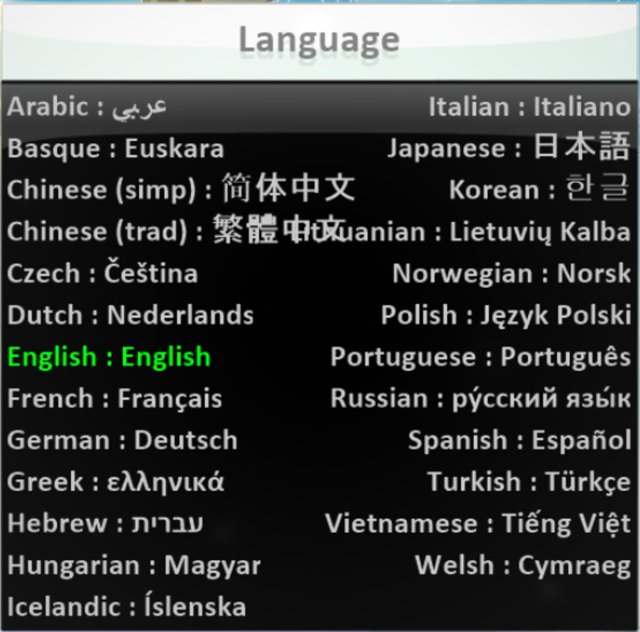 Language
Arabic : عربي
Basque : Euskara
Chinese (simp) : 简体中文
Chinese (trad) : 繁體中文
Czech : Čeština
Dutch : Nederlands
English : English
French : Français
German : Deutsch
Greek : ελληνικά
Hebrew : עברית
Hungarian : Magyar
Icelandic : Íslenska
Italian : Italiano
Japanese : 日本語
Korean : 한글
Lithuanian : Lietuvių Kalba
Norwegian : Norsk
Polish : Język Polski
Portuguese : Português
Russian : ру́сский язы́к
Spanish : Español
Turkish : Türkçe
Vietnamese : Tiếng Việt
Welsh : Cymraeg